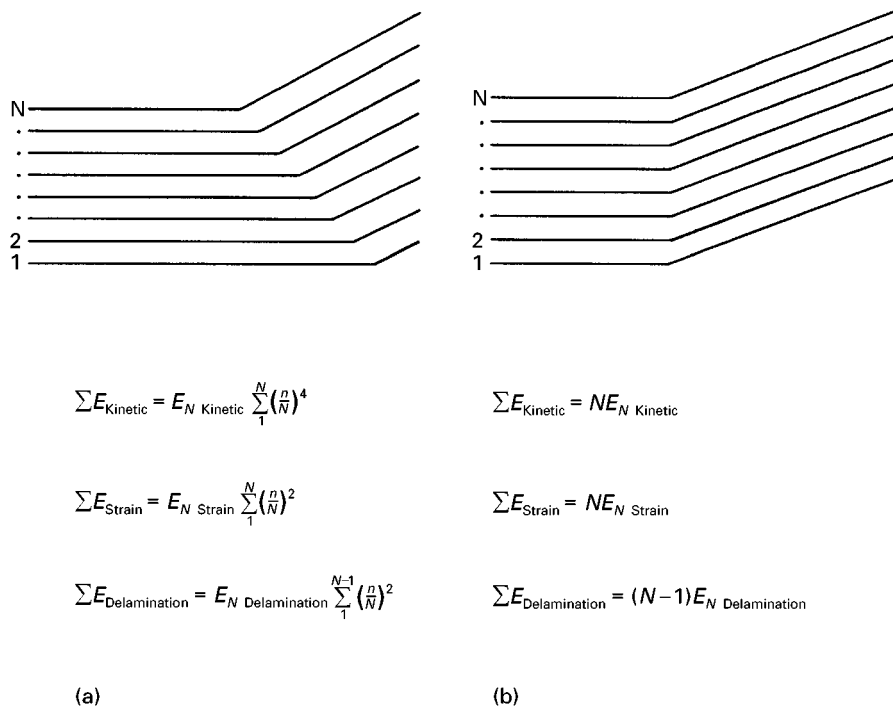 N
.
.
.
.
.
2
1
N
.
.
.
.
.
2
1
∑E_Kinetic = E_N Kinetic ∑_1^N (n/N)^4
∑E_Kinetic = NE_N Kinetic
∑E_Strain = E_N Strain ∑_1^N (n/N)^2
∑E_Strain = NE_N Strain
∑E_Delamination = E_N Delamination ∑_1^{N–1} (n/N)^2
∑E_Delamination = (N–1)E_N Delamination
(a)
(b)